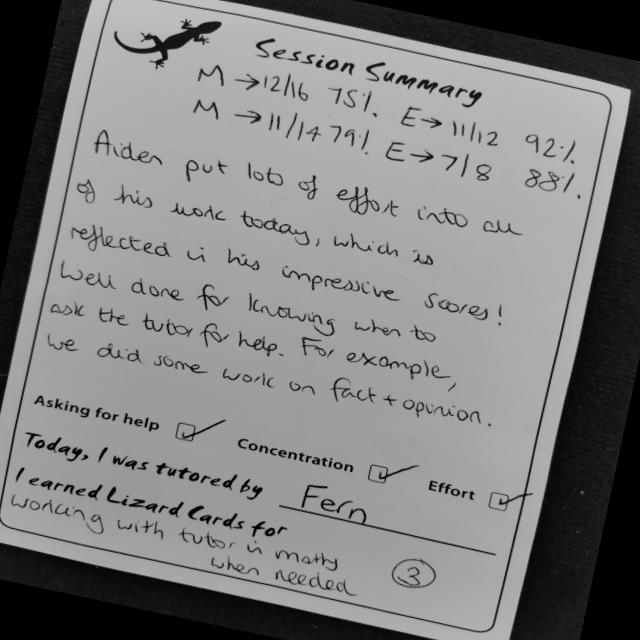 Session Summary
M → 12/16 75% E → 11/12 92%
M → 11/14 79% E → 7/8 88%.
Aiden put lots of effort into all
of his work today, which is
reflected in his impressive scores!
Well done for knowing when to
ask the tutor for help. For example,
we did some work on fact + opinion.
Asking for help ☑ Concentration ☑ Effort ☑
Today, I was tutored by Fern
I earned Lizard Cards for
working with tutor in maths
when needed 3